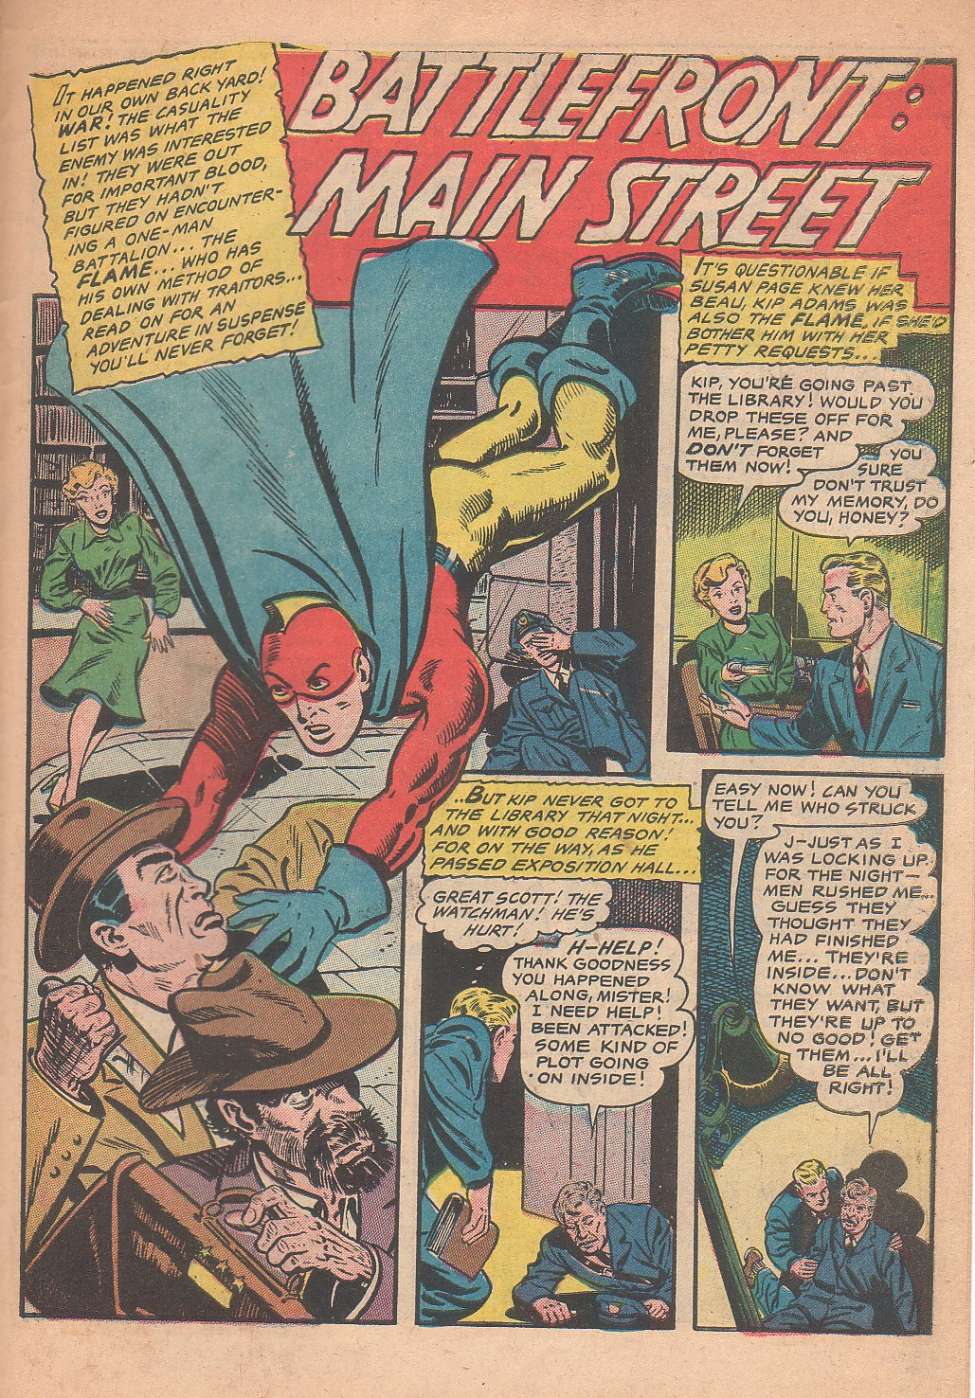 BATTLEFRONT:
MAIN STREET
IT HAPPENED RIGHT
IN OUR OWN BACK YARD!
WAR! THE CASUALITY
LIST WAS WHAT THE
ENEMY WAS INTERESTED
IN! THEY WERE OUT
FOR IMPORTANT BLOOD,
BUT THEY HADN'T
FIGURED ON ENCOUNTER-
ING A ONE-MAN
BATTALION... THE
FLAME... WHO HAS
HIS OWN METHOD OF
DEALING WITH TRAITORS...
READ ON FOR AN
ADVENTURE IN SUSPENSE
YOU'LL NEVER FORGET!
IT'S QUESTIONABLE IF
SUSAN PAGE KNEW HER
BEAU, KIP ADAMS WAS
ALSO THE FLAME, IF SHE'D
BOTHER HIM WITH HER
PETTY REQUESTS...
KIP, YOU'RE GOING PAST
THE LIBRARY! WOULD YOU
DROP THESE OFF FOR
ME, PLEASE? AND
DON'T FORGET
THEM NOW!
YOU
SURE
DON'T TRUST
MY MEMORY, DO
YOU, HONEY?
..BUT KIP NEVER GOT TO
THE LIBRARY THAT NIGHT...
AND WITH GOOD REASON!
FOR ON THE WAY, AS HE
PASSED EXPOSITION HALL...
GREAT SCOTT! THE
WATCHMAN! HE'S
HURT!
H-HELP!
THANK GOODNESS
YOU HAPPENED
ALONG, MISTER!
I NEED HELP!
BEEN ATTACKED!
SOME KIND OF
PLOT GOING
ON INSIDE!
EASY NOW! CAN YOU
TELL ME WHO STRUCK
YOU?
J-JUST AS I
WAS LOCKING UP
FOR THE NIGHT—
MEN RUSHED ME...
GUESS THEY
THOUGHT THEY
HAD FINISHED
ME... THEY'RE
INSIDE...DON'T
KNOW WHAT
THEY WANT, BUT
THEY'RE UP TO
NO GOOD! GET
THEM...I'LL
BE ALL
RIGHT!